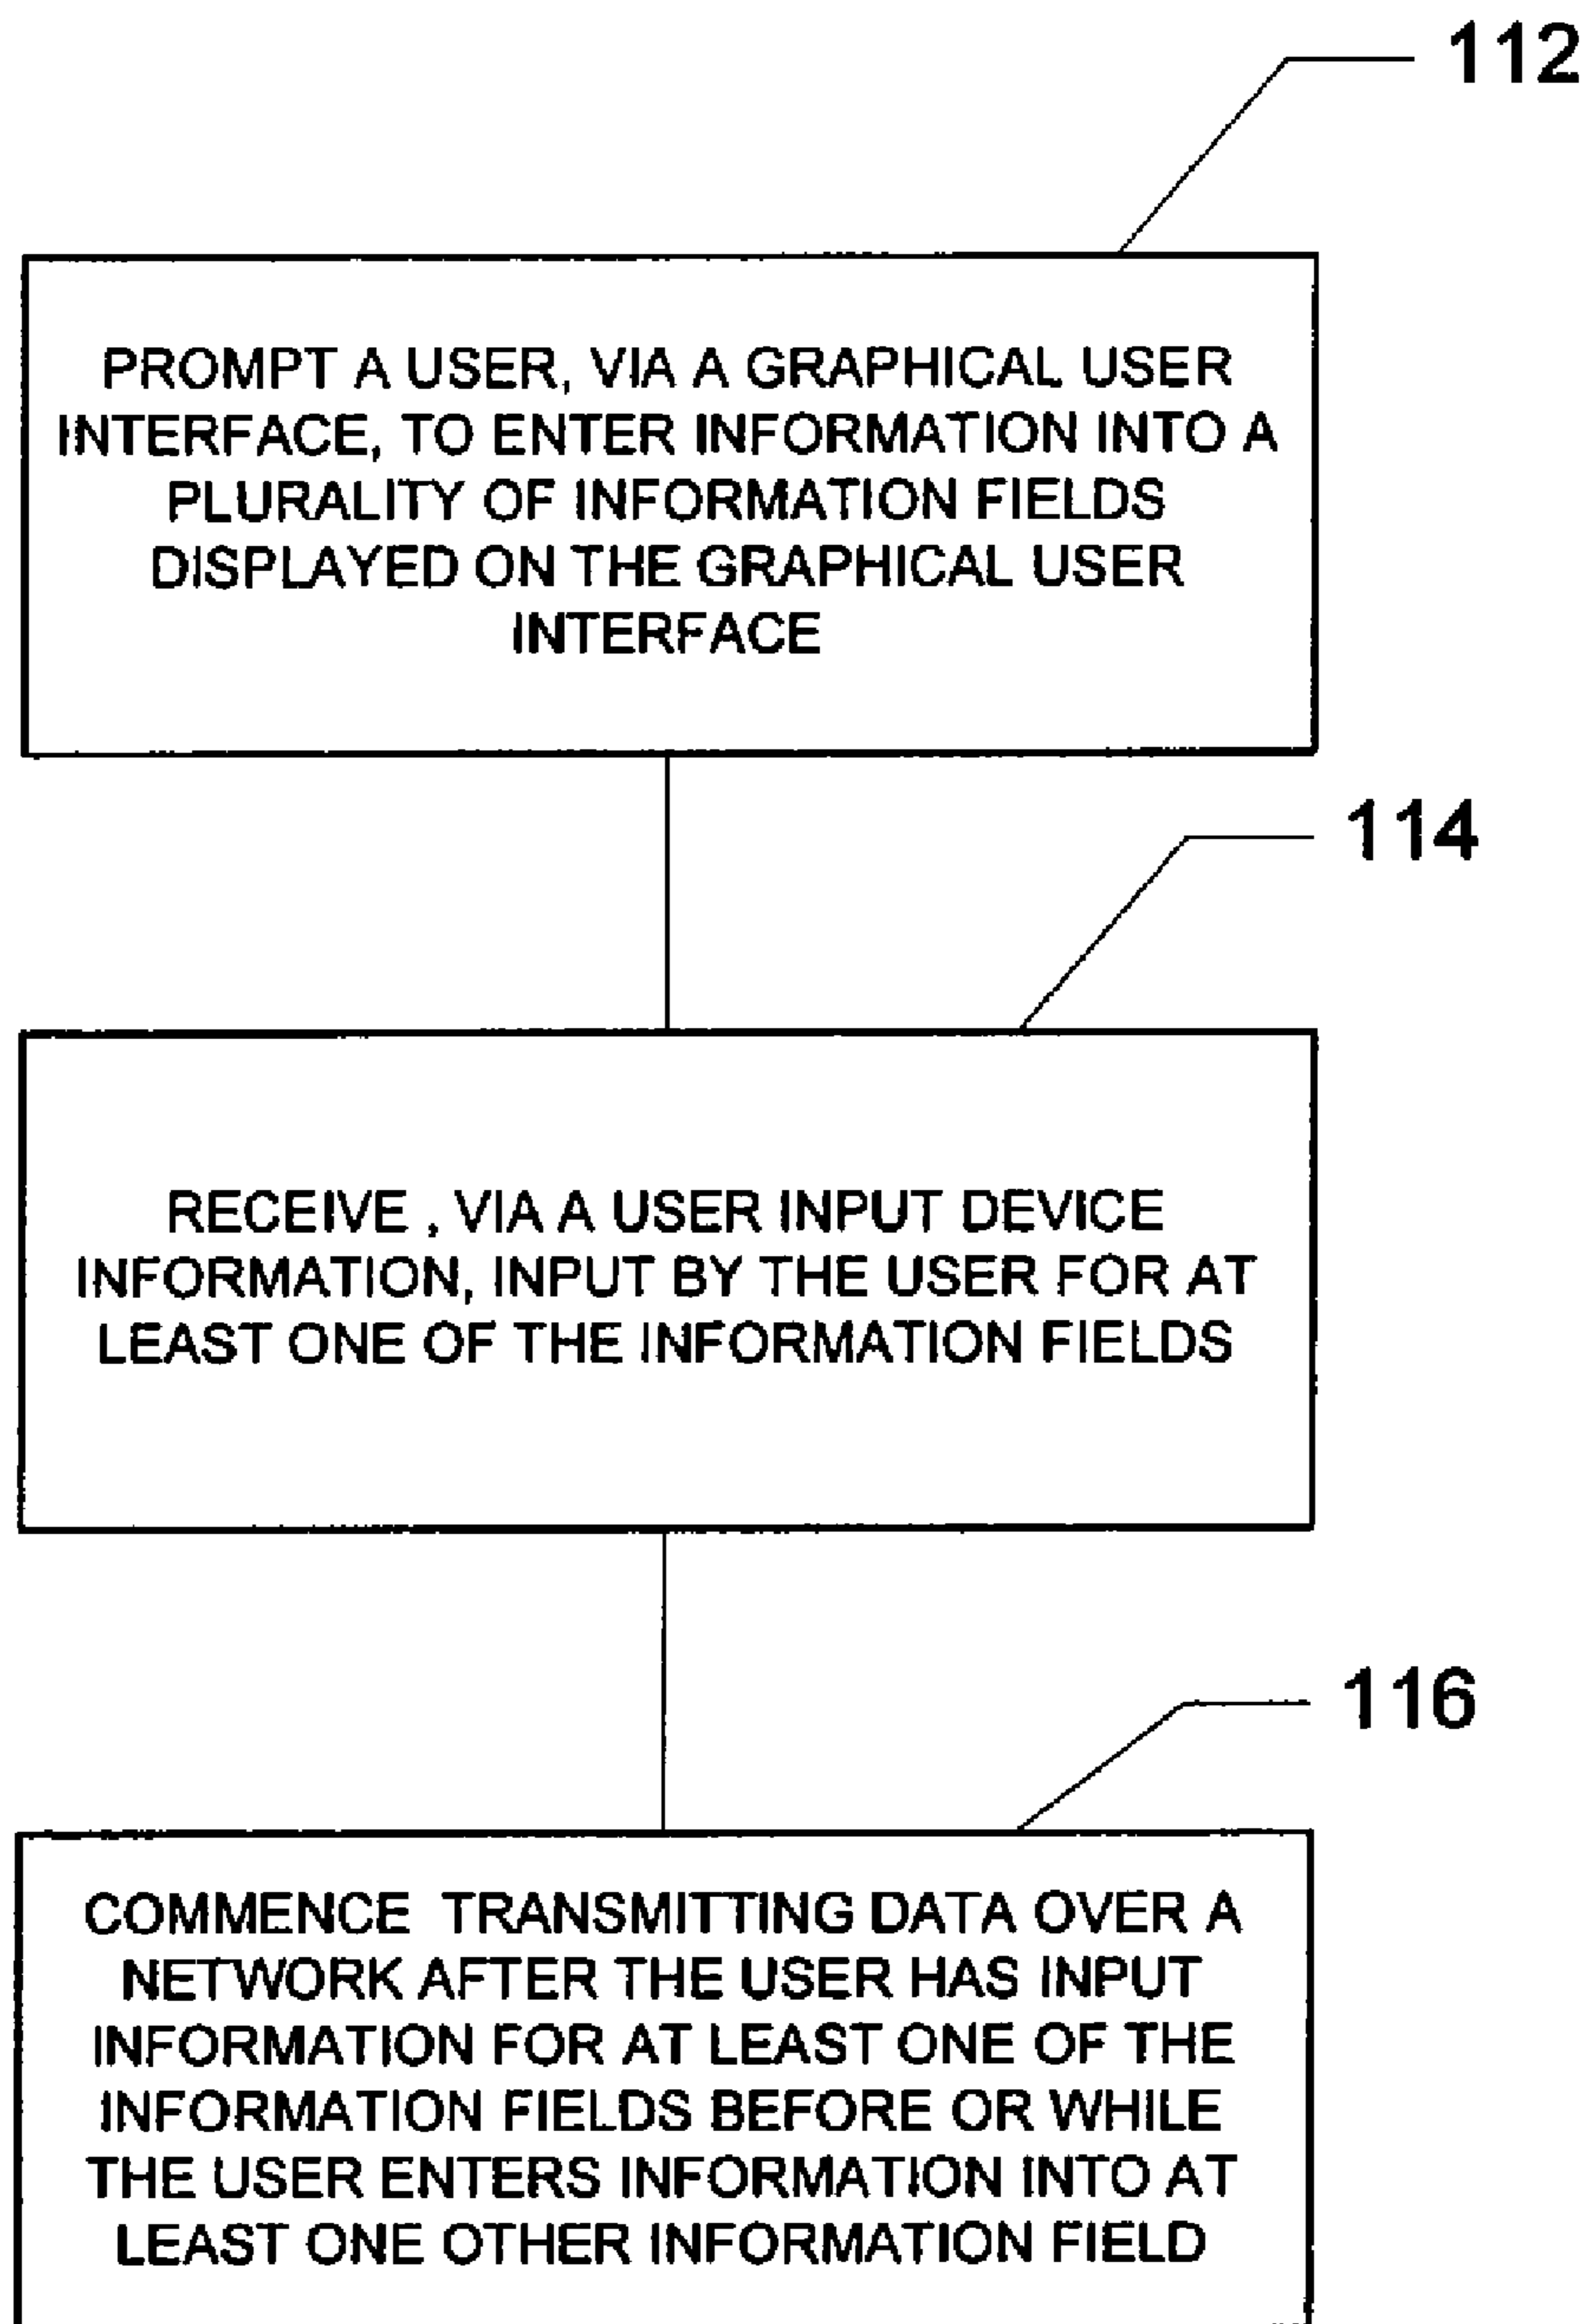 112
PROMPT A USER, VIA A GRAPHICAL USER
INTERFACE, TO ENTER INFORMATION INTO A
PLURALITY OF INFORMATION FIELDS
DISPLAYED ON THE GRAPHICAL USER
INTERFACE
114
RECEIVE , VIA A USER INPUT DEVICE
INFORMATION, INPUT BY THE USER FOR AT
LEAST ONE OF THE INFORMATION FIELDS
116
COMMENCE TRANSMITTING DATA OVER A
NETWORK AFTER THE USER HAS INPUT
INFORMATION FOR AT LEAST ONE OF THE
INFORMATION FIELDS BEFORE OR WHILE
THE USER ENTERS INFORMATION INTO AT
LEAST ONE OTHER INFORMATION FIELD